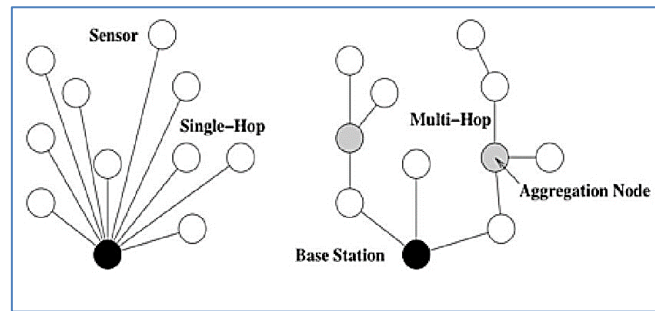 Sensor
Single-Hop
Multi-Hop
Aggregation Node
Base Station